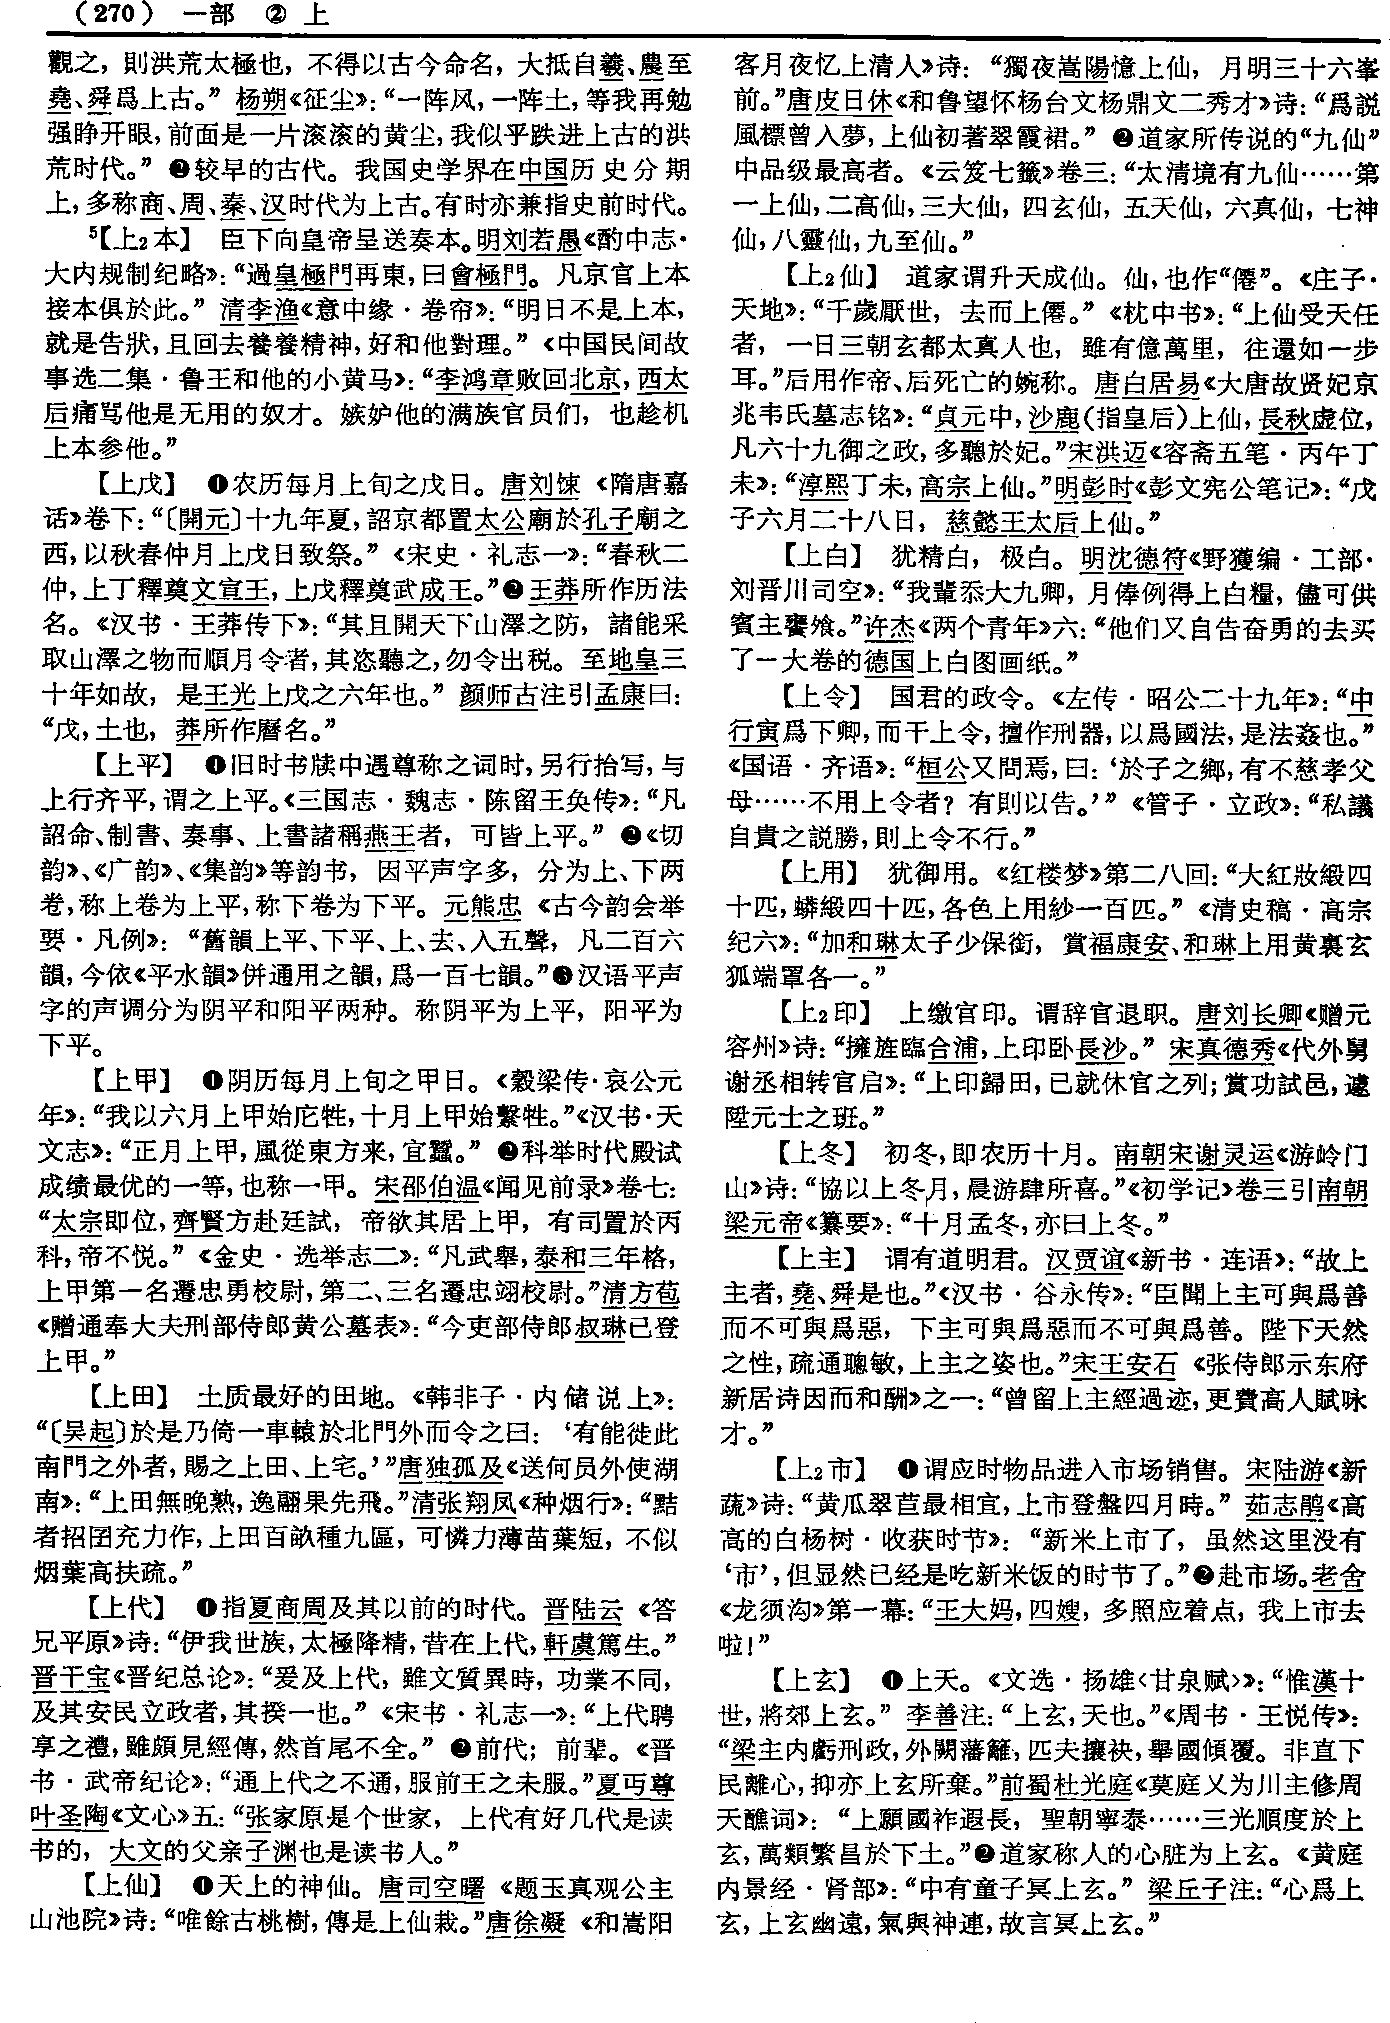 （270） 一部 ② 上
觀之，則洪荒太極也，不得以古今命名，大抵自羲、農至
堯、舜爲上古。” 杨朔《征尘》：“一阵风，一阵土，等我再勉
强睁开眼，前面是一片滚滚的黄尘，我似乎跌进上古的洪
荒时代。” ❷较早的古代。我国史学界在中国历史分期
上，多称商、周、秦、汉时代为上古。有时亦兼指史前时代。
⁵【上₂本】 臣下向皇帝呈送奏本。明刘若愚《酌中志·
大内规制纪略》：“過皇極門再東，曰會極門。凡京官上本
接本俱於此。” 清李渔《意中缘·卷帘》：“明日不是上本，
就是告狀，且回去養養精神，好和他對理。”《中国民间故
事选二集·鲁王和他的小黄马》：“李鸿章败回北京，西太
后痛骂他是无用的奴才。嫉妒他的满族官员们，也趁机
上本参他。”
【上戊】 ❶农历每月上旬之戊日。唐刘𫗧《隋唐嘉
话》卷下：“〔開元〕十九年夏，詔京都置太公廟於孔子廟之
西，以秋春仲月上戊日致祭。”《宋史·礼志一》：“春秋二
仲，上丁釋奠文宣王，上戊釋奠武成王。”❷王莽所作历法
名。《汉书·王莽传下》：“其且開天下山澤之防，諸能采
取山澤之物而順月令者，其恣聽之，勿令出税。至地皇三
十年如故，是王光上戊之六年也。” 颜师古注引孟康曰：
“戊，土也，莽所作曆名。”
【上平】 ❶旧时书牍中遇尊称之词时，另行抬写，与
上行齐平，谓之上平。《三国志·魏志·陈留王奂传》：“凡
詔命、制書、奏事、上書諸稱燕王者，可皆上平。” ❷《切
韵》、《广韵》、《集韵》等韵书，因平声字多，分为上、下两
卷，称上卷为上平，称下卷为下平。元熊忠《古今韵会举
要·凡例》：“舊韻上平、下平、上、去、入五聲，凡二百六
韻，今依《平水韻》併通用之韻，爲一百七韻。”❸汉语平声
字的声调分为阴平和阳平两种。称阴平为上平，阳平为
下平。
【上甲】 ❶阴历每月上旬之甲日。《穀梁传·哀公元
年》：“我以六月上甲始庀牲，十月上甲始繫牲。”《汉书·天
文志》：“正月上甲，風從東方来，宜蠶。” ❷科举时代殿试
成绩最优的一等，也称一甲。宋邵伯温《闻见前录》卷七：
“太宗即位，齊賢方赴廷試，帝欲其居上甲，有司置於丙
科，帝不悦。”《金史·选举志二》：“凡武舉，泰和三年格，
上甲第一名遷忠勇校尉，第二、三名遷忠翊校尉。”清方苞
《赠通奉大夫刑部侍郎黄公墓表》：“今吏部侍郎叔琳已登
上甲。”
【上田】 土质最好的田地。《韩非子·内储说上》：
“〔吴起〕於是乃倚一車轅於北門外而令之曰：‘有能徙此
南門之外者，賜之上田、上宅。’”唐独孤及《送何员外使湖
南》：“上田無晚熟，逸翮果先飛。”清张翔凤《种烟行》：“黠
者招囝充力作，上田百畝種九區，可憐力薄苗葉短，不似
烟葉高扶疏。”
【上代】 ❶指夏商周及其以前的时代。晋陆云《答
兄平原》诗：“伊我世族，太極降精，昔在上代，軒虞篤生。”
晋干宝《晋纪总论》：“爰及上代，雖文質異時，功業不同，
及其安民立政者，其揆一也。”《宋书·礼志一》：“上代聘
享之禮，雖頗見經傳，然首尾不全。” ❷前代；前辈。《晋
书·武帝纪论》：“通上代之不通，服前王之未服。”夏丏尊
叶圣陶《文心》五：“张家原是个世家，上代有好几代是读
书的，大文的父亲子渊也是读书人。”
【上仙】 ❶天上的神仙。唐司空曙《题玉真观公主
山池院》诗：“唯餘古桃樹，傳是上仙栽。”唐徐凝《和嵩阳
客月夜忆上清人》诗：“獨夜嵩陽憶上仙，月明三十六峯
前。”唐皮日休《和鲁望怀杨台文杨鼎文二秀才》诗：“爲説
風標曾入夢，上仙初著翠霞裙。” ❷道家所传说的“九仙”
中品级最高者。《云笈七籤》卷三：“太清境有九仙……第
一上仙，二高仙，三大仙，四玄仙，五天仙，六真仙，七神
仙，八靈仙，九至仙。”
【上₂仙】 道家谓升天成仙。仙，也作“僊”。《庄子·
天地》：“千歲厭世，去而上僊。”《枕中书》：“上仙受天任
者，一日三朝玄都太真人也，雖有億萬里，往還如一步
耳。”后用作帝、后死亡的婉称。唐白居易《大唐故贤妃京
兆韦氏墓志铭》：“貞元中，沙鹿（指皇后）上仙，長秋虚位，
凡六十九御之政，多聽於妃。”宋洪迈《容斋五笔·丙午丁
未》：“淳熙丁未，高宗上仙。”明彭时《彭文宪公笔记》：“戊
子六月二十八日，慈懿王太后上仙。”
【上白】 犹精白，极白。明沈德符《野獲编·工部·
刘晋川司空》：“我輩忝大九卿，月俸例得上白糧，儘可供
賓主饔飧。”许杰《两个青年》六：“他们又自告奋勇的去买
了一大卷的德国上白图画纸。”
【上令】 国君的政令。《左传·昭公二十九年》：“中
行寅爲下卿，而干上令，擅作刑器，以爲國法，是法姦也。”
《国语·齐语》：“桓公又問焉，曰：‘於子之鄉，有不慈孝父
母……不用上令者？有則以告。’”《管子·立政》：“私議
自貴之説勝，則上令不行。”
【上用】 犹御用。《红楼梦》第二八回：“大紅妝緞四
十匹，蟒緞四十匹，各色上用紗一百匹。”《清史稿·高宗
纪六》：“加和琳太子少保銜，賞福康安、和琳上用黄裏玄
狐端罩各一。”
【上₂印】 上缴官印。谓辞官退职。唐刘长卿《赠元
容州》诗：“擁旌臨合浦，上印卧長沙。” 宋真德秀《代外舅
谢丞相转官启》：“上印歸田，已就休官之列；賞功試邑，遽
陞元士之班。”
【上冬】 初冬，即农历十月。南朝宋谢灵运《游岭门
山》诗：“協以上冬月，晨游肆所喜。”《初学记》卷三引南朝
梁元帝《纂要》：“十月孟冬，亦曰上冬。”
【上主】 谓有道明君。汉贾谊《新书·连语》：“故上
主者，堯、舜是也。”《汉书·谷永传》：“臣聞上主可與爲善
而不可與爲惡，下主可與爲惡而不可與爲善。陛下天然
之性，疏通聰敏，上主之姿也。”宋王安石《张侍郎示东府
新居诗因而和酬》之一：“曾留上主經過迹，更費高人賦咏
才。”
【上₂市】 ❶谓应时物品进入市场销售。宋陆游《新
蔬》诗：“黄瓜翠苣最相宜，上市登盤四月時。” 茹志鹃《高
高的白杨树·收获时节》：“新米上市了，虽然这里没有
‘市’，但显然已经是吃新米饭的时节了。”❷赴市场。老舍
《龙须沟》第一幕：“王大妈，四嫂，多照应着点，我上市去
啦！”
【上玄】 ❶上天。《文选·扬雄〈甘泉赋〉》：“惟漢十
世，將郊上玄。” 李善注：“上玄，天也。”《周书·王悦传》：
“梁主内虧刑政，外闕藩籬，匹夫攘袂，舉國傾覆。非直下
民離心，抑亦上玄所棄。”前蜀杜光庭《莫庭乂为川主修周
天醮词》：“上願國祚遐長，聖朝寧泰……三光順度於上
玄，萬類繁昌於下土。”❷道家称人的心脏为上玄。《黄庭
内景经·肾部》：“中有童子冥上玄。” 梁丘子注：“心爲上
玄，上玄幽遠，氣與神連，故言冥上玄。”